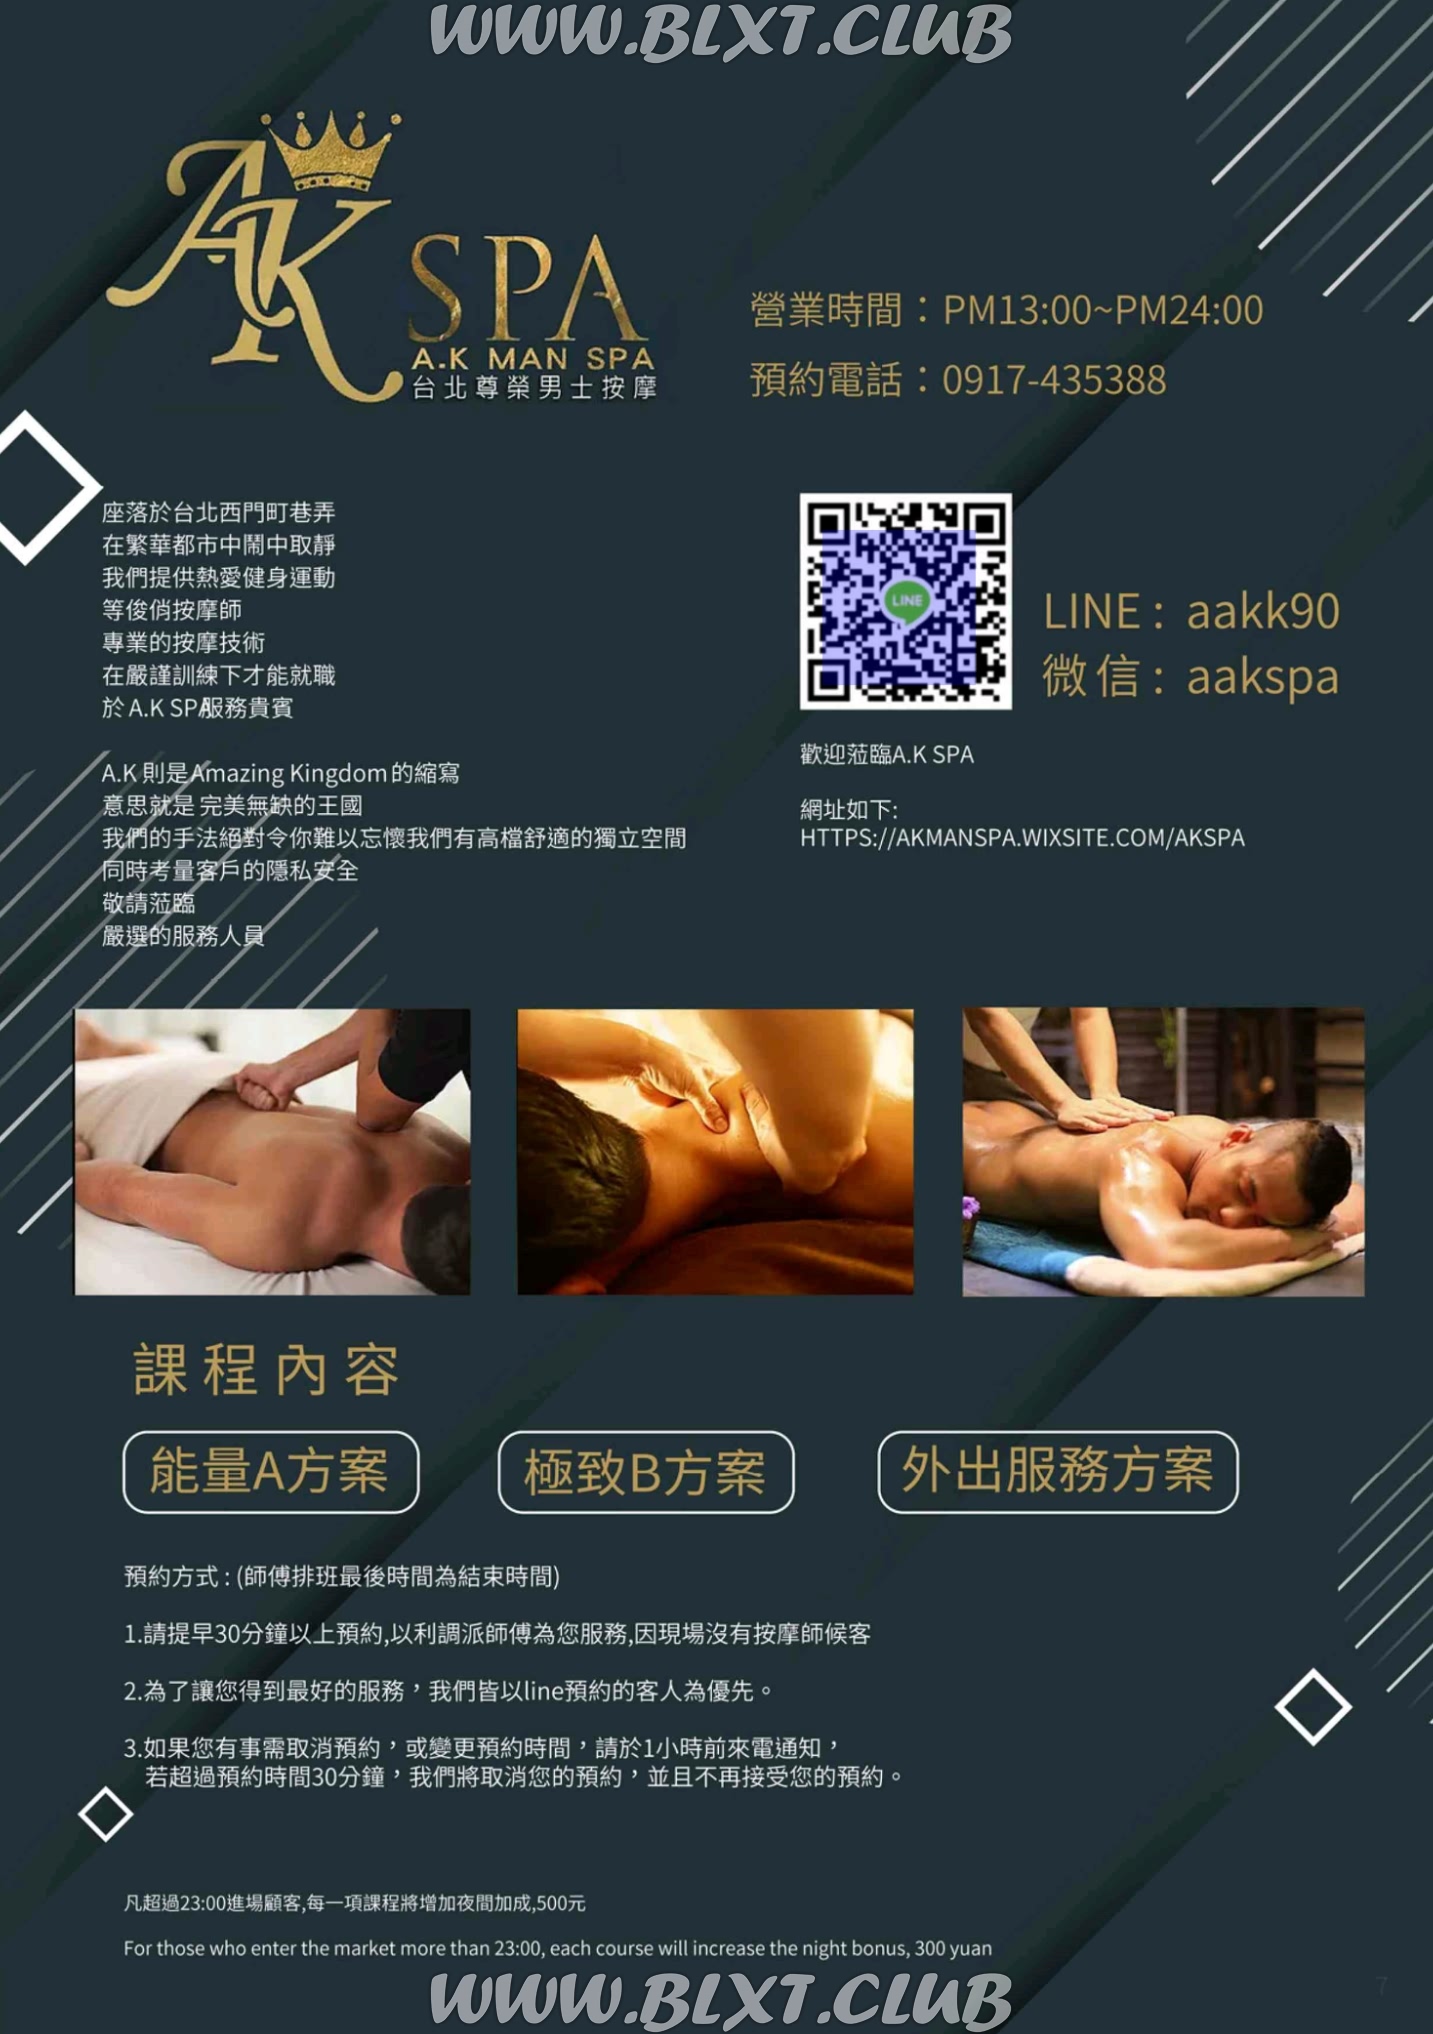 WWW.BLXT.CLUB
AK SPA
A.K MAN SPA
台北尊榮男士按摩
營業時間：PM13:00~PM24:00
預約電話：0917-435388
座落於台北西門町巷弄
在繁華都市中鬧中取靜
我們提供熱愛健身運動
等俊俏按摩師
專業的按摩技術
在嚴謹訓練下才能就職
於 A.K SPA服務貴賓
A.K 則是Amazing Kingdom的縮寫
意思就是 完美無缺的王國
我們的手法絕對令你難以忘懷我們有高檔舒適的獨立空間
同時考量客戶的隱私安全
敬請蒞臨
嚴選的服務人員
LINE
LINE : aakk90
微信 : aakspa
歡迎蒞臨A.K SPA
網址如下:
HTTPS://AKMANSPA.WIXSITE.COM/AKSPA
課程內容
能量A方案
極致B方案
外出服務方案
預約方式 : (師傅排班最後時間為結束時間)
1.請提早30分鐘以上預約,以利調派師傅為您服務,因現場沒有按摩師候客
2.為了讓您得到最好的服務，我們皆以line預約的客人為優先。
3.如果您有事需取消預約，或變更預約時間，請於1小時前來電通知，
若超過預約時間30分鐘，我們將取消您的預約，並且不再接受您的預約。
凡超過23:00進場顧客,每一項課程將增加夜間加成,500元
For those who enter the market more than 23:00, each course will increase the night bonus, 300 yuan
WWW.BLXT.CLUB
7